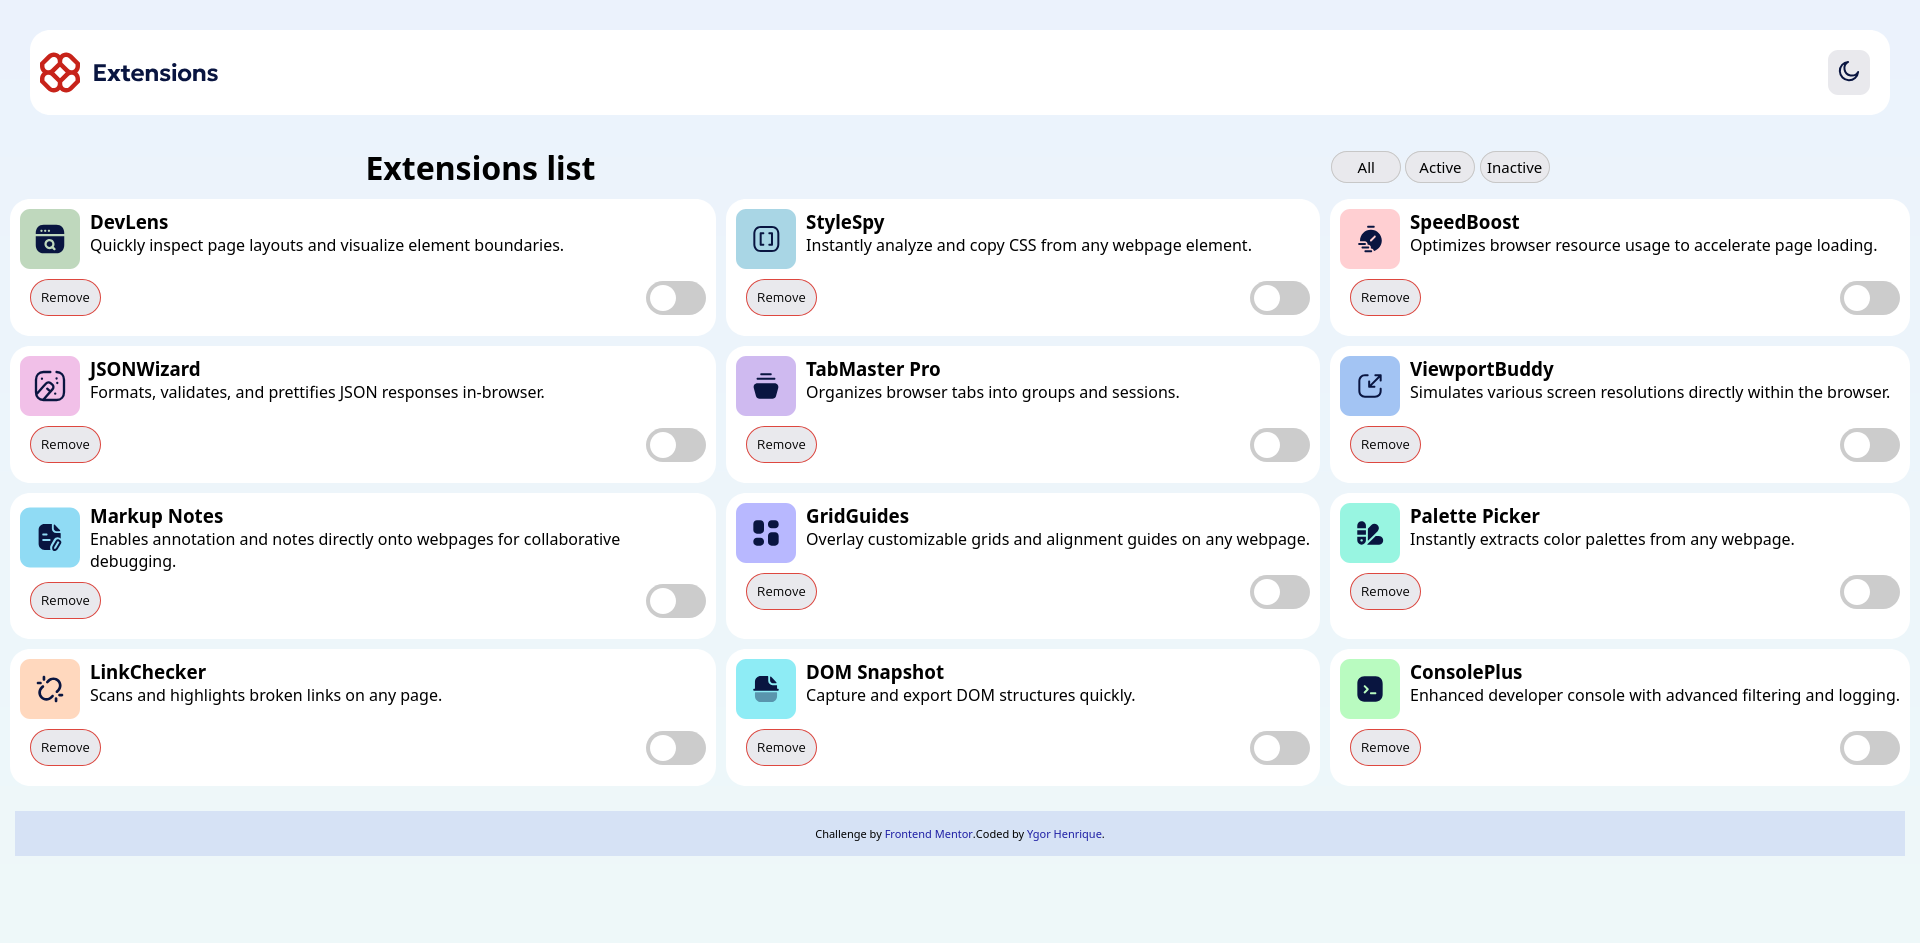 Extensions
Extensions list
All
Active
Inactive
DevLens
Quickly inspect page layouts and visualize element boundaries.
Remove
StyleSpy
Instantly analyze and copy CSS from any webpage element.
Remove
SpeedBoost
Optimizes browser resource usage to accelerate page loading.
Remove
JSONWizard
Formats, validates, and prettifies JSON responses in-browser.
Remove
TabMaster Pro
Organizes browser tabs into groups and sessions.
Remove
ViewportBuddy
Simulates various screen resolutions directly within the browser.
Remove
Markup Notes
Enables annotation and notes directly onto webpages for collaborative
debugging.
Remove
GridGuides
Overlay customizable grids and alignment guides on any webpage.
Remove
Palette Picker
Instantly extracts color palettes from any webpage.
Remove
LinkChecker
Scans and highlights broken links on any page.
Remove
DOM Snapshot
Capture and export DOM structures quickly.
Remove
ConsolePlus
Enhanced developer console with advanced filtering and logging.
Remove
Challenge by Frontend Mentor.Coded by Ygor Henrique.